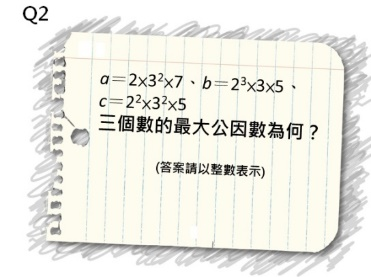 Q2
a＝2×3²×7、b＝2³×3×5、
c＝2²×3²×5
三個數的最大公因數為何？
(答案請以整數表示)